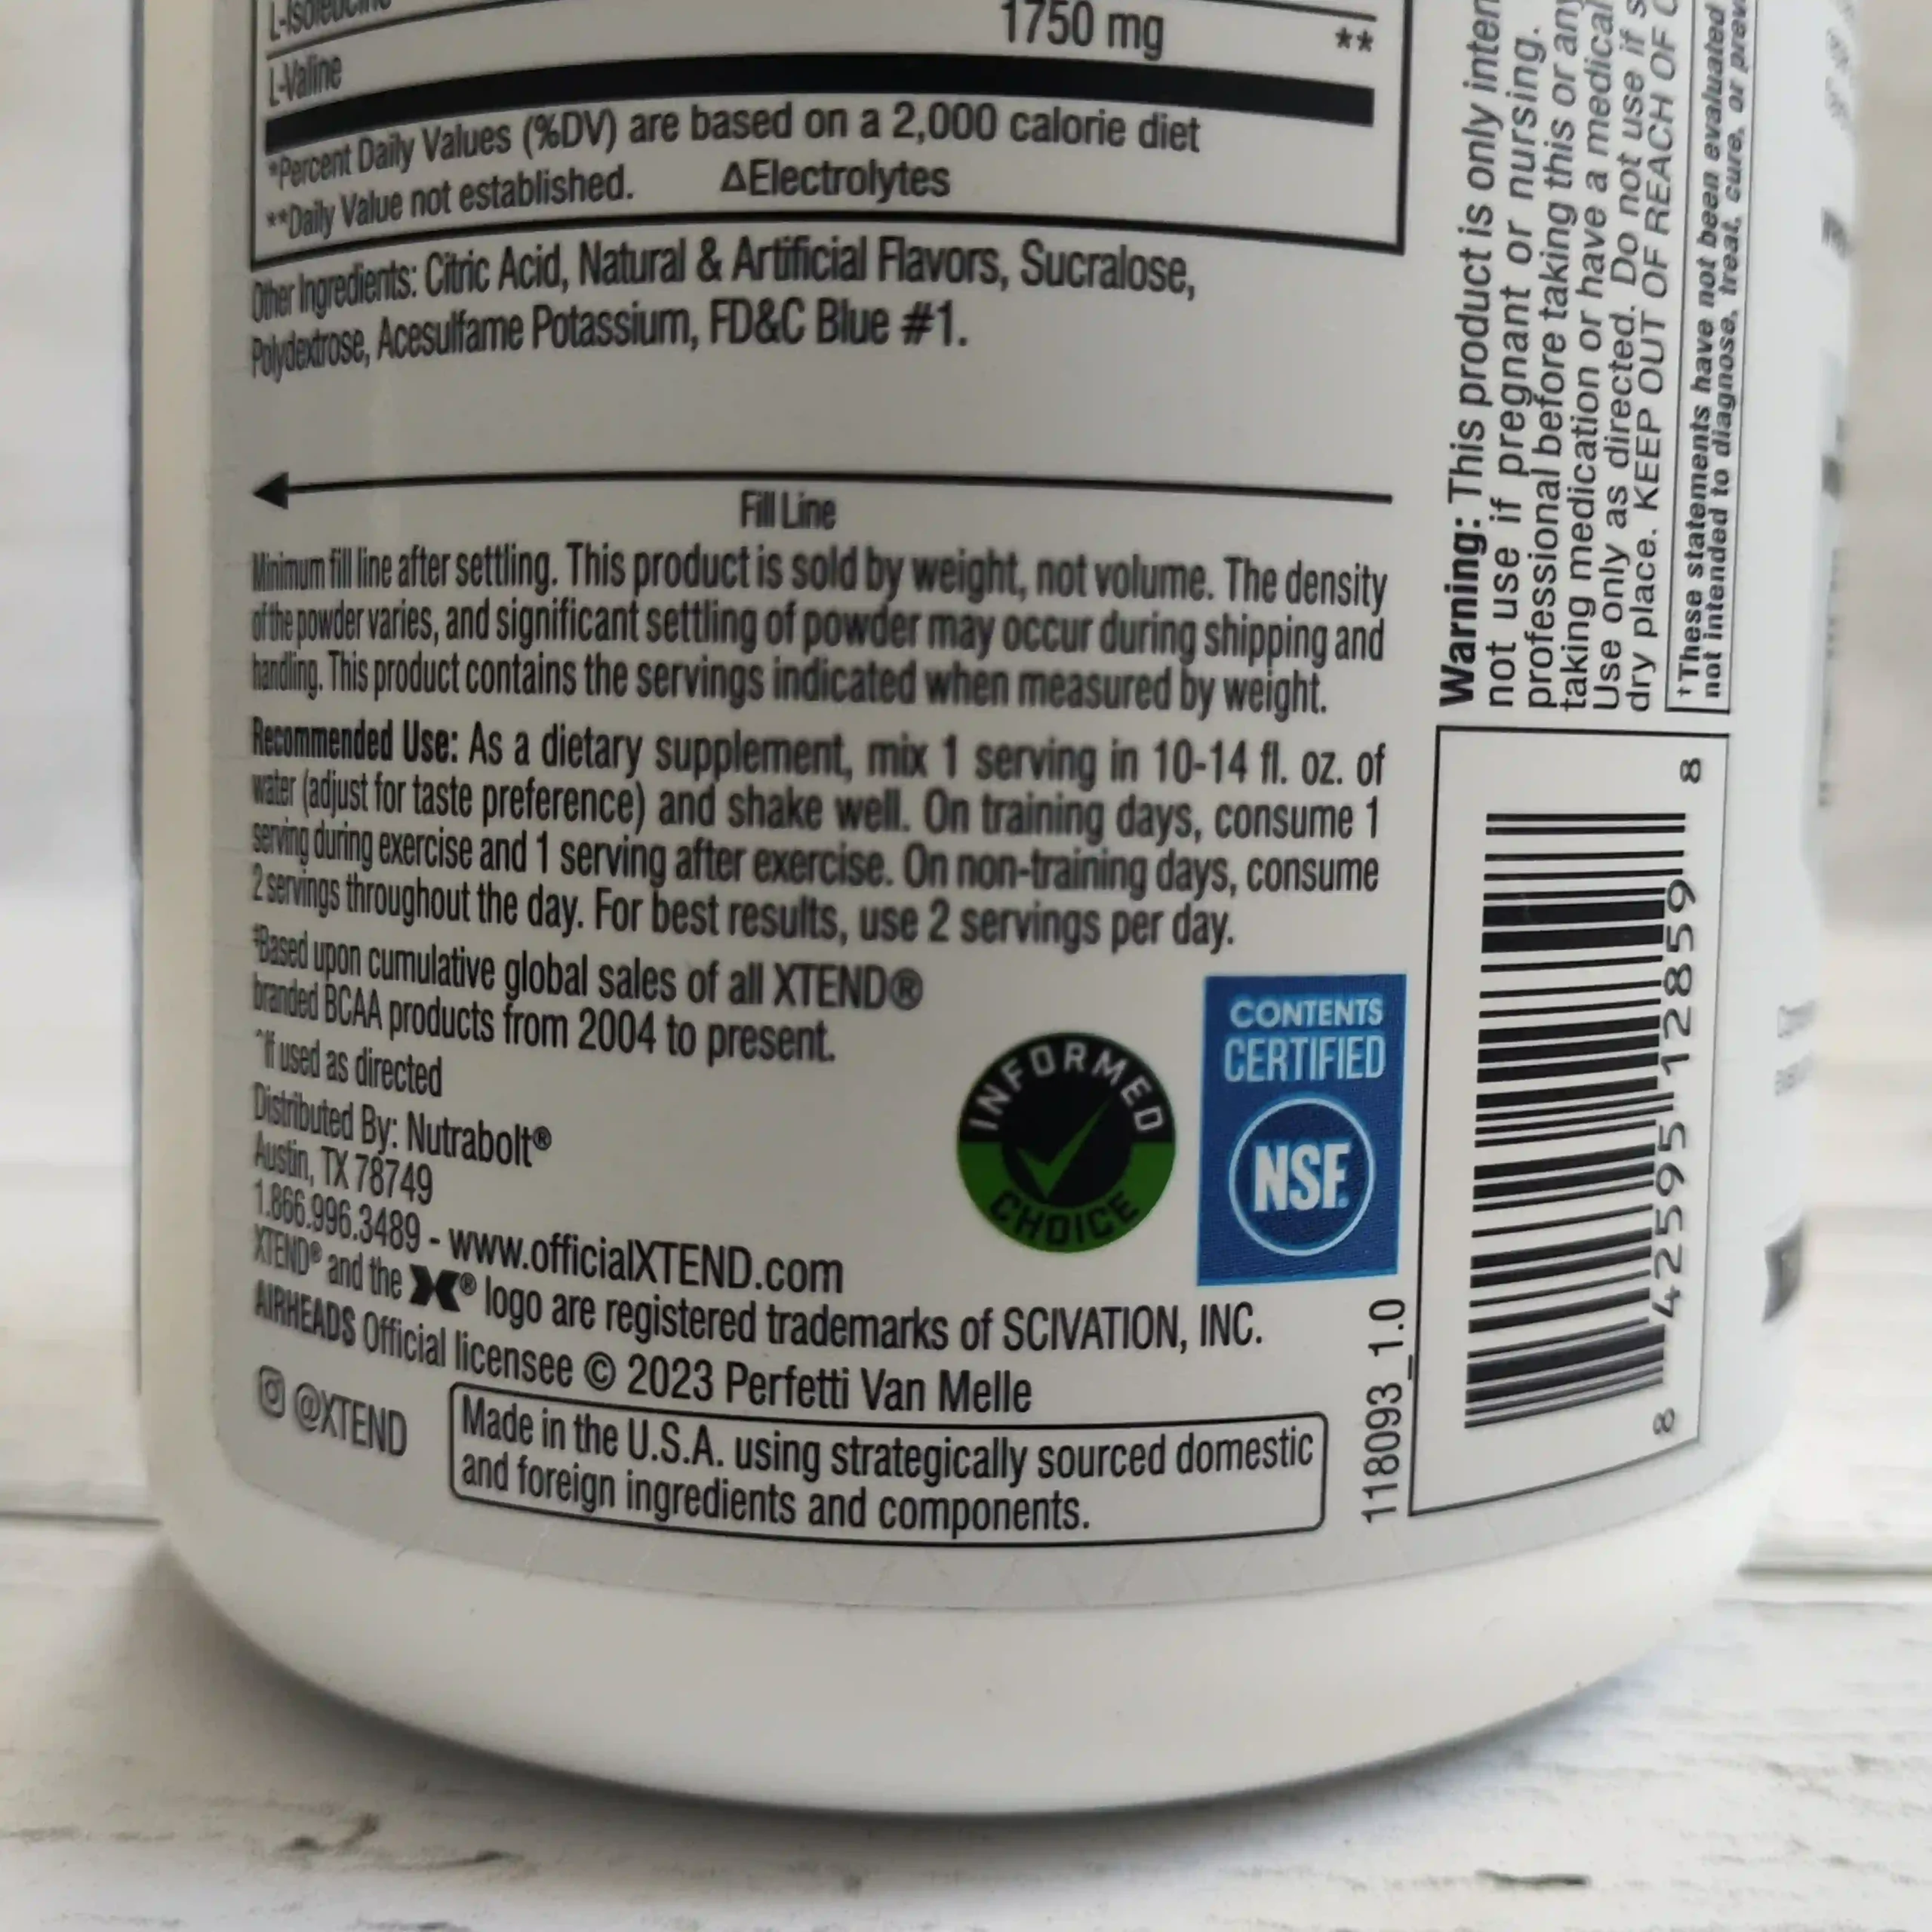 L-Isoleucine
1750 mg **
L-Valine
*Percent Daily Values (%DV) are based on a 2,000 calorie diet
**Daily Value not established. ΔElectrolytes
Other Ingredients: Citric Acid, Natural & Artificial Flavors, Sucralose,
Polydextrose, Acesulfame Potassium, FD&C Blue #1.
Fill Line
Minimum fill line after settling. This product is sold by weight, not volume. The density
of the powder varies, and significant settling of powder may occur during shipping and
handling. This product contains the servings indicated when measured by weight.
Recommended Use: As a dietary supplement, mix 1 serving in 10-14 fl. oz. of
water (adjust for taste preference) and shake well. On training days, consume 1
serving during exercise and 1 serving after exercise. On non-training days, consume
2 servings throughout the day. For best results, use 2 servings per day.
‡Based upon cumulative global sales of all XTEND®
branded BCAA products from 2004 to present.
^If used as directed
Distributed By: Nutrabolt®
Austin, TX 78749
1.866.996.3489 - www.officialXTEND.com
XTEND® and the X® logo are registered trademarks of SCIVATION, INC.
AIRHEADS Official licensee © 2023 Perfetti Van Melle
@XTEND
Made in the U.S.A. using strategically sourced domestic
and foreign ingredients and components.
INFORMED
CHOICE
CONTENTS
CERTIFIED
NSF®
118093_1.0
Warning: This product is only
not use if pregnant or nursing.
professional before taking this or any
taking medication or have a medical
Use only as directed. Do not use if
dry place. KEEP OUT OF REACH OF
†These statements have not been evaluated
not intended to diagnose, treat, cure, or
8 42595 12859 8